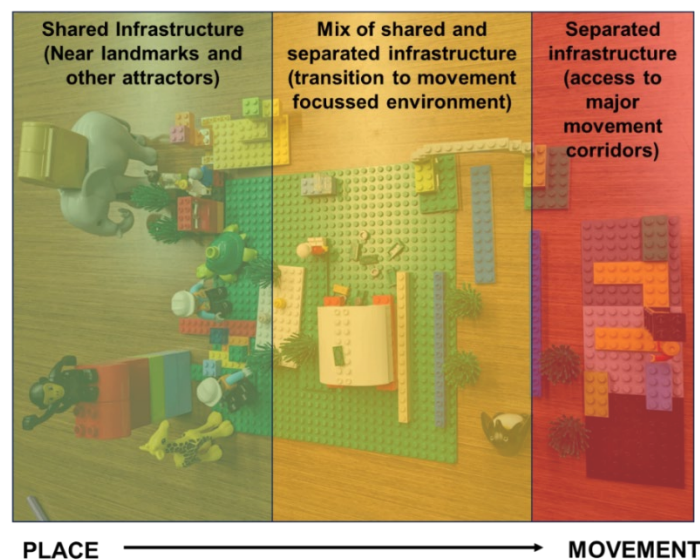 Shared Infrastructure
(Near landmarks and
other attractors)
Mix of shared and
separated infrastructure
(transition to movement
focussed environment)
Separated
infrastructure
(access to
major
movement
corridors)
PLACE
MOVEMENT